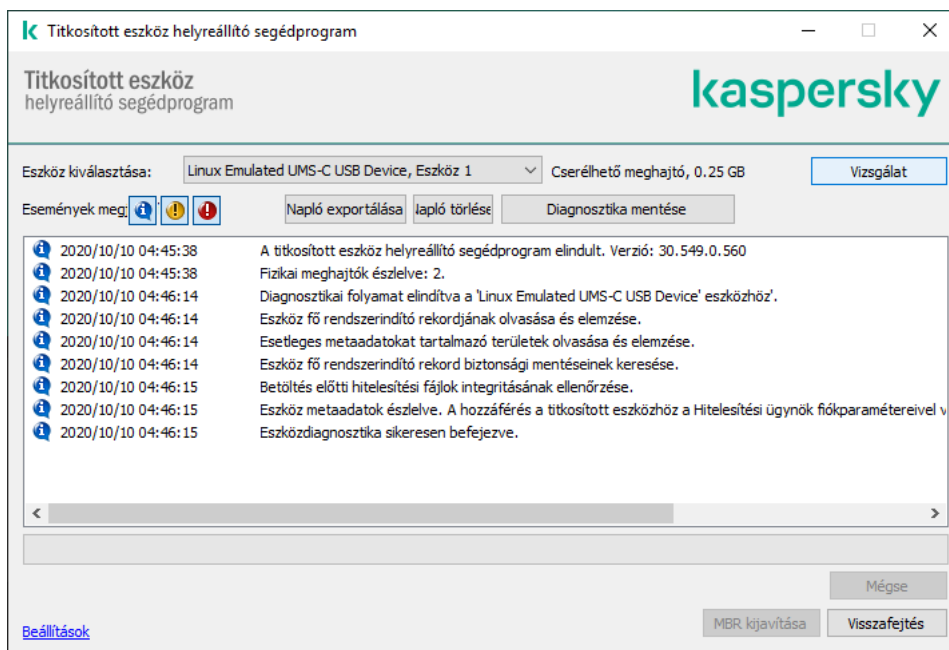 Titkosított eszköz helyreállító segédprogram
Titkosított eszköz
helyreállító segédprogram
kaspersky
Eszköz kiválasztása: Linux Emulated UMS-C USB Device, Eszköz 1 Cserélhető meghajtó, 0.25 GB Vizsgálat
Események meg Napló exportálása Napló törlése Diagnosztika mentése
2020/10/10 04:45:38 A titkosított eszköz helyreállító segédprogram elindult. Verzió: 30.549.0.560
2020/10/10 04:45:38 Fizikai meghajtók észlelve: 2.
2020/10/10 04:46:14 Diagnosztikai folyamat elindítva a 'Linux Emulated UMS-C USB Device' eszközhöz'.
2020/10/10 04:46:14 Eszköz fő rendszerindító rekordjának olvasása és elemzése.
2020/10/10 04:46:14 Esetleges metaadatokat tartalmazó területek olvasása és elemzése.
2020/10/10 04:46:14 Eszköz fő rendszerindító rekord biztonsági mentéseinek keresése.
2020/10/10 04:46:15 Betöltés előtti hitelesítési fájlok integritásának ellenőrzése.
2020/10/10 04:46:15 Eszköz metaadatok észlelve. A hozzáférés a titkosított eszközhöz a Hitelesítési ügynök fiókparamétereivel v
2020/10/10 04:46:15 Eszközdiagnosztika sikeresen befejezve.
Mégse
Beállítások MBR kijavítása Visszafejtés